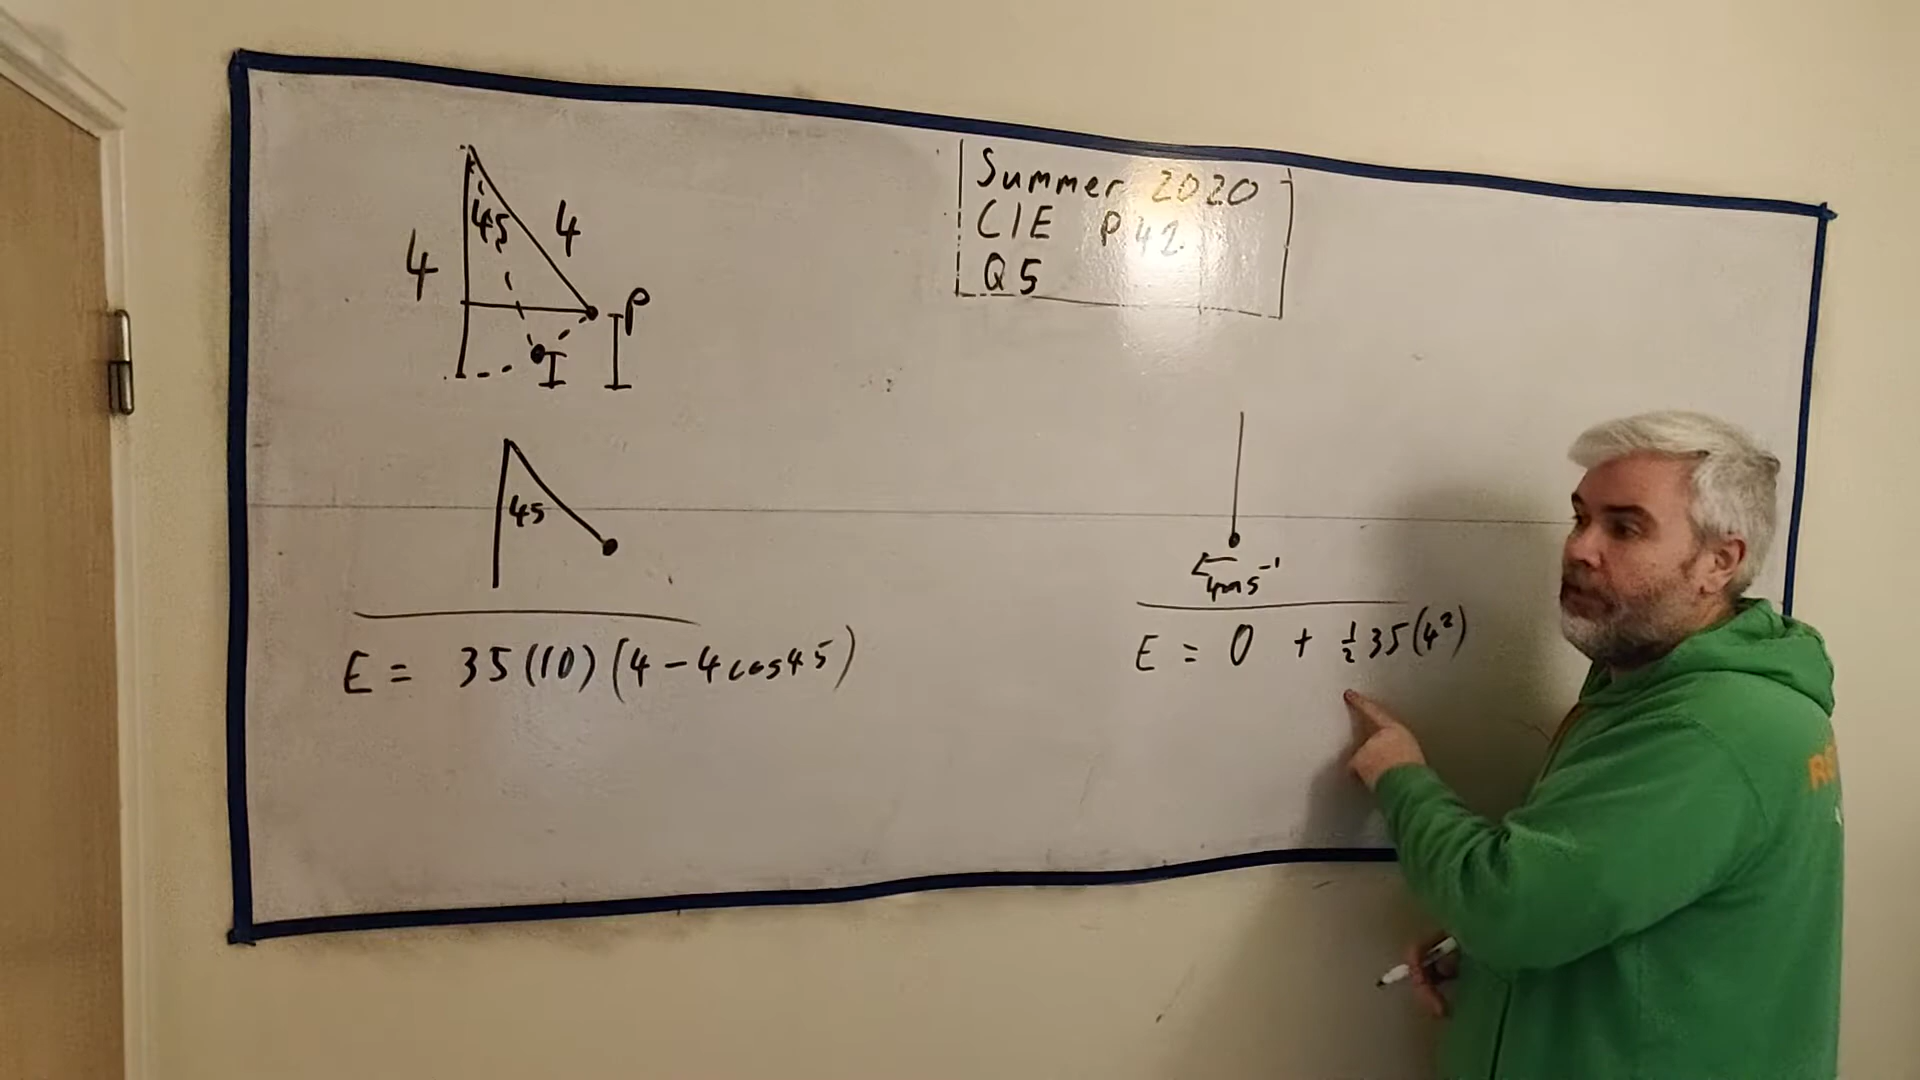 Summer 2020
CIE P42
Q5
45
4
4
P
45
4ms⁻¹
E = 35(10)(4-4cos45)
E = 0 + ½35(4²)